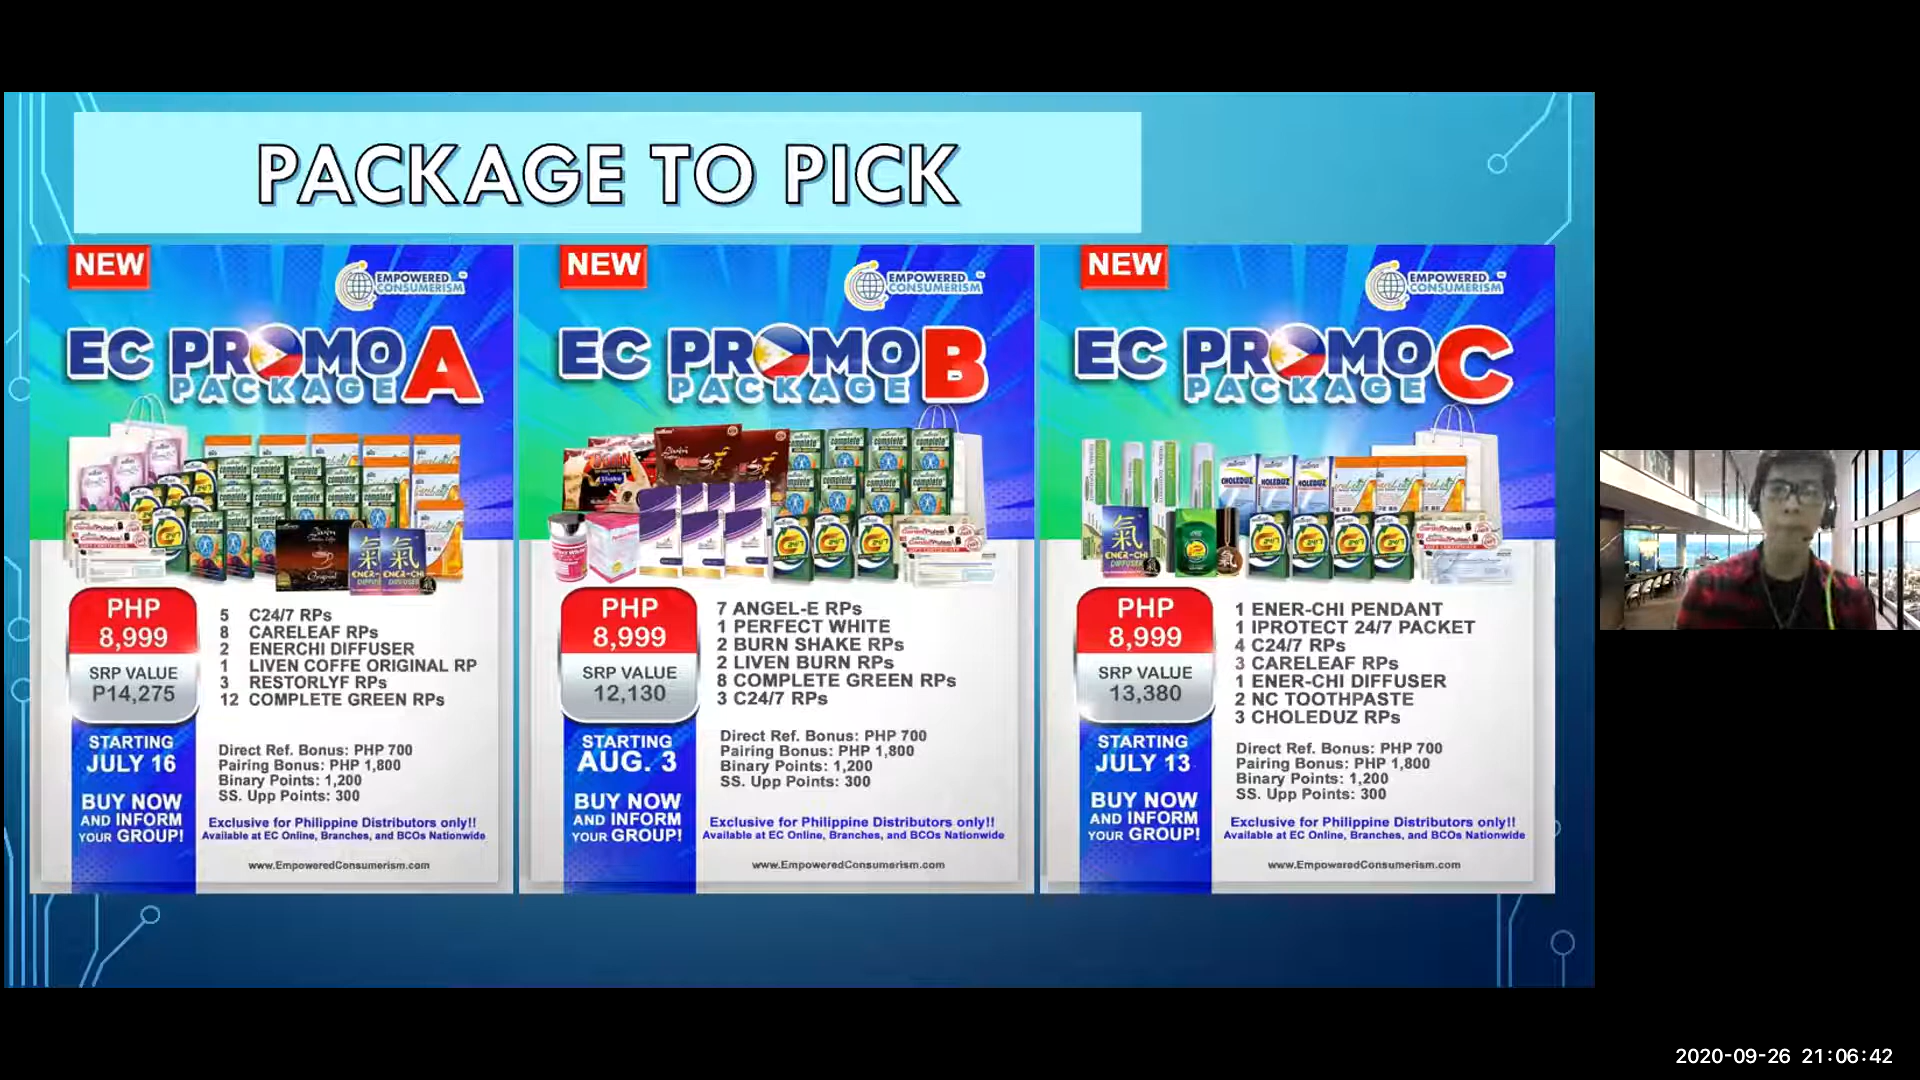 PACKAGE TO PICK
NEW
EMPOWERED
CONSUMERISM
EC PROMO A
PACKAGE
PHP
8,999
SRP VALUE
P14,275
5 C24/7 RPs
8 CARELEAF RPs
2 ENERCHI DIFFUSER
1 LIVEN COFFE ORIGINAL RP
3 RESTORLYF RPs
12 COMPLETE GREEN RPs
STARTING
JULY 16
BUY NOW
AND INFORM
YOUR GROUP!
Direct Ref. Bonus: PHP 700
Pairing Bonus: PHP 1,800
Binary Points: 1,200
SS. Upp Points: 300
Exclusive for Philippine Distributors only!!
Available at EC Online, Branches, and BCOs Nationwide
www.EmpoweredConsumerism.com
NEW
EMPOWERED
CONSUMERISM
EC PROMO B
PACKAGE
PHP
8,999
SRP VALUE
12,130
7 ANGEL-E RPs
1 PERFECT WHITE
2 BURN SHAKE RPs
2 LIVEN BURN RPs
8 COMPLETE GREEN RPs
3 C24/7 RPs
STARTING
AUG. 3
BUY NOW
AND INFORM
YOUR GROUP!
Direct Ref. Bonus: PHP 700
Pairing Bonus: PHP 1,800
Binary Points: 1,200
SS. Upp Points: 300
Exclusive for Philippine Distributors only!!
Available at EC Online, Branches, and BCOs Nationwide
www.EmpoweredConsumerism.com
NEW
EMPOWERED
CONSUMERISM
EC PROMO C
PACKAGE
PHP
8,999
SRP VALUE
13,380
1 ENER-CHI PENDANT
1 IPROTECT 24/7 PACKET
4 C24/7 RPs
3 CARELEAF RPs
1 ENER-CHI DIFFUSER
2 NC TOOTHPASTE
3 CHOLEDUZ RPs
STARTING
JULY 13
BUY NOW
AND INFORM
YOUR GROUP!
Direct Ref. Bonus: PHP 700
Pairing Bonus: PHP 1,800
Binary Points: 1,200
SS. Upp Points: 300
Exclusive for Philippine Distributors only!!
Available at EC Online, Branches, and BCOs Nationwide
www.EmpoweredConsumerism.com
2020-09-26 21:06:42